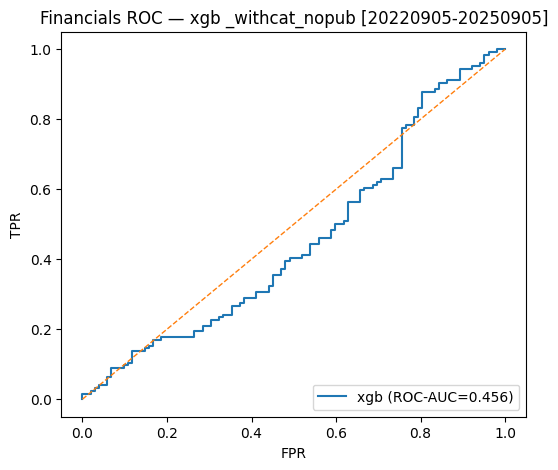 Financials ROC — xgb _withcat_nopub [20220905-20250905]
1.0
0.8
0.6
0.4
0.2
0.0
TPR
0.0 0.2 0.4 0.6 0.8 1.0
FPR
xgb (ROC-AUC=0.456)